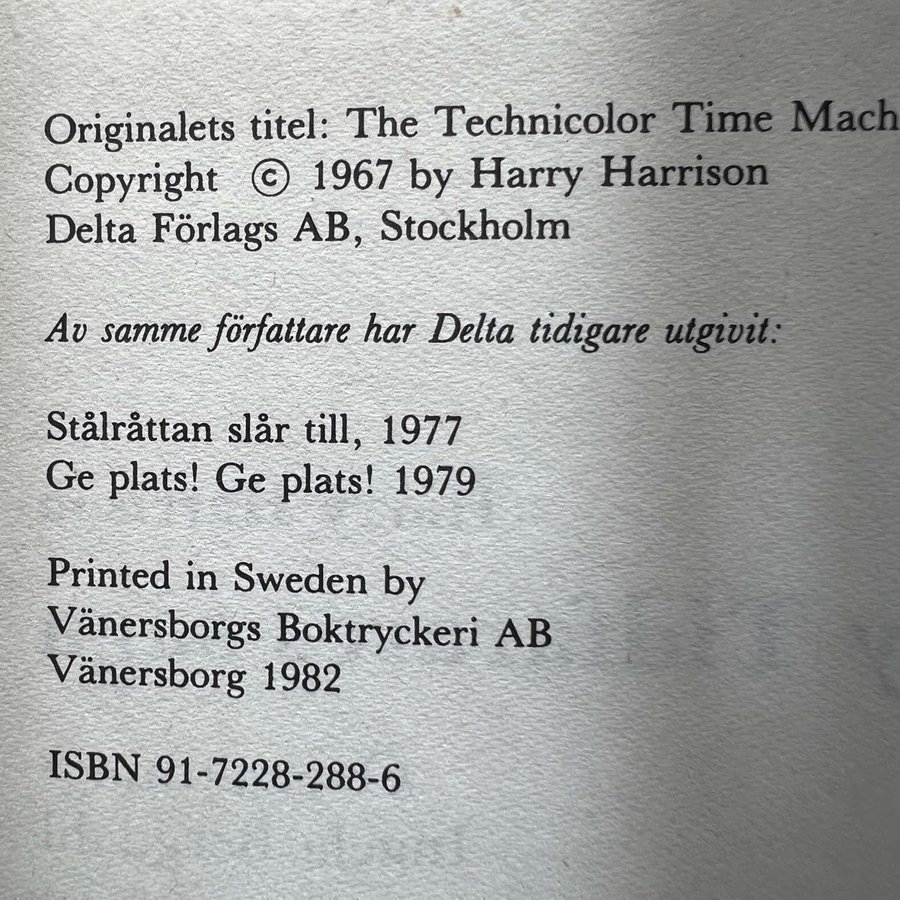 Originalets titel: The Technicolor Time Mach
Copyright © 1967 by Harry Harrison
Delta Förlags AB, Stockholm
Av samme författare har Delta tidigare utgivit:
Stålråttan slår till, 1977
Ge plats! Ge plats! 1979
Printed in Sweden by
Vänersborgs Boktryckeri AB
Vänersborg 1982
ISBN 91-7228-288-6